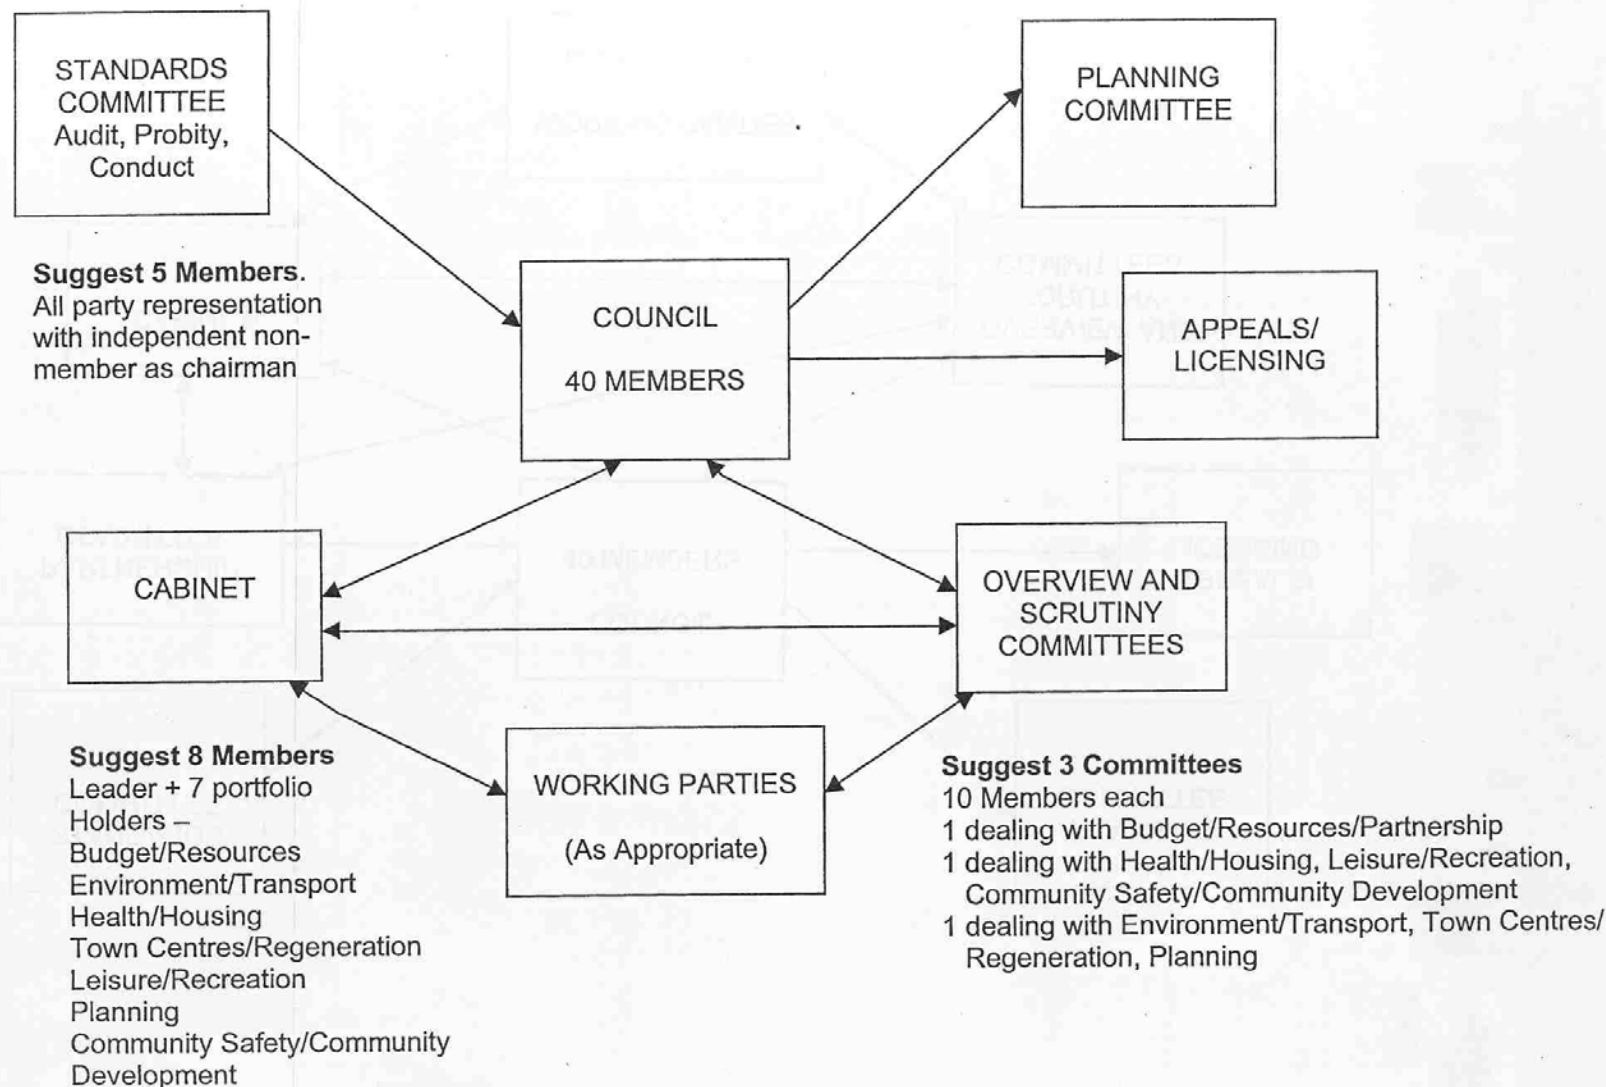 STANDARDS
COMMITTEE
Audit, Probity,
Conduct
PLANNING
COMMITTEE
Suggest 5 Members.
All party representation
with independent non-
member as chairman
COUNCIL
40 MEMBERS
APPEALS/
LICENSING
CABINET
OVERVIEW AND
SCRUTINY
COMMITTEES
Suggest 8 Members
Leader + 7 portfolio
Holders –
Budget/Resources
Environment/Transport
Health/Housing
Town Centres/Regeneration
Leisure/Recreation
Planning
Community Safety/Community
Development
WORKING PARTIES
(As Appropriate)
Suggest 3 Committees
10 Members each
1 dealing with Budget/Resources/Partnership
1 dealing with Health/Housing, Leisure/Recreation,
Community Safety/Community Development
1 dealing with Environment/Transport, Town Centres/
Regeneration, Planning